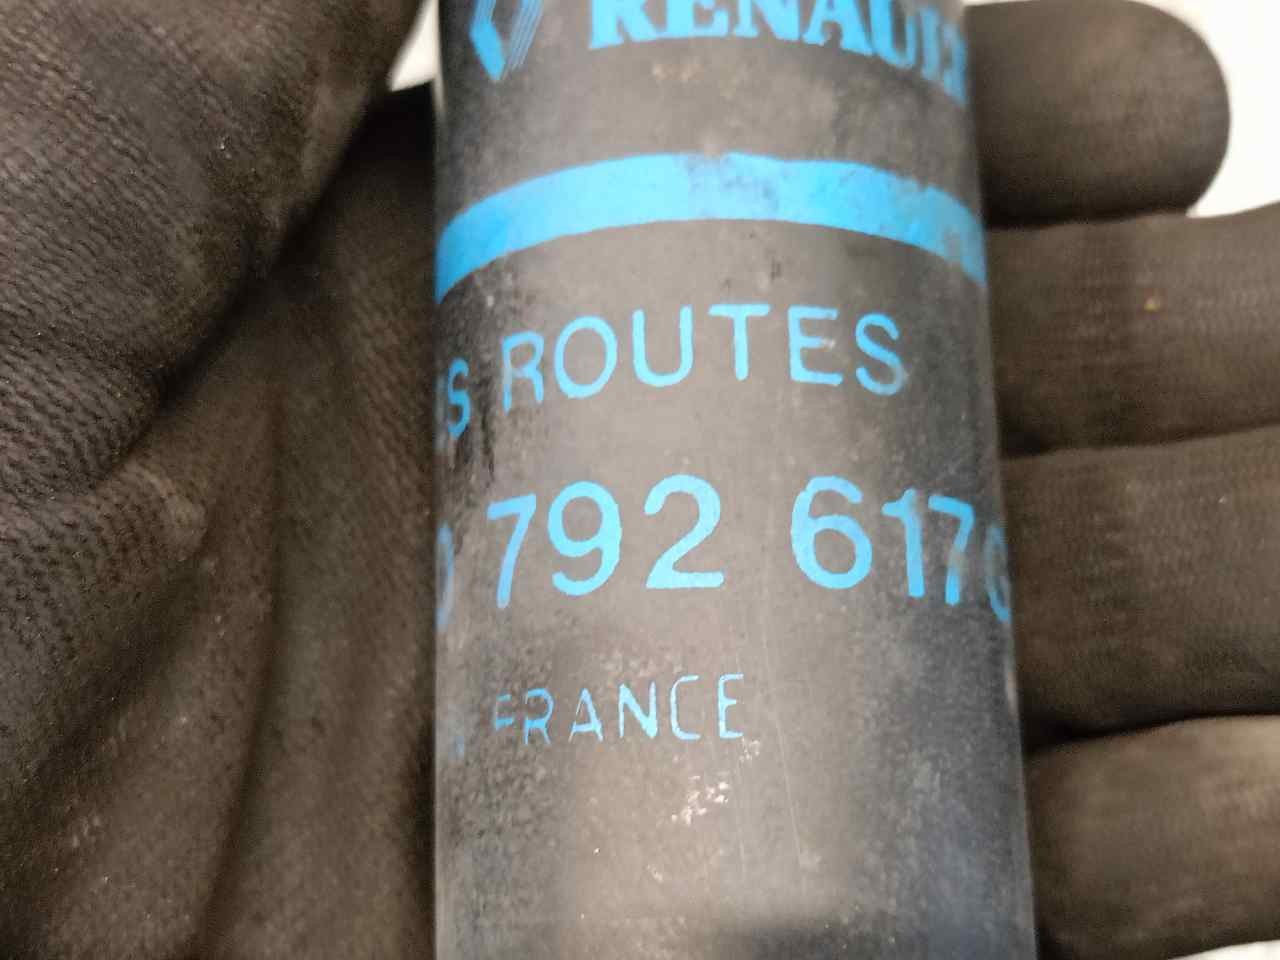 RENAULT
S ROUTES
792 617
FRANCE